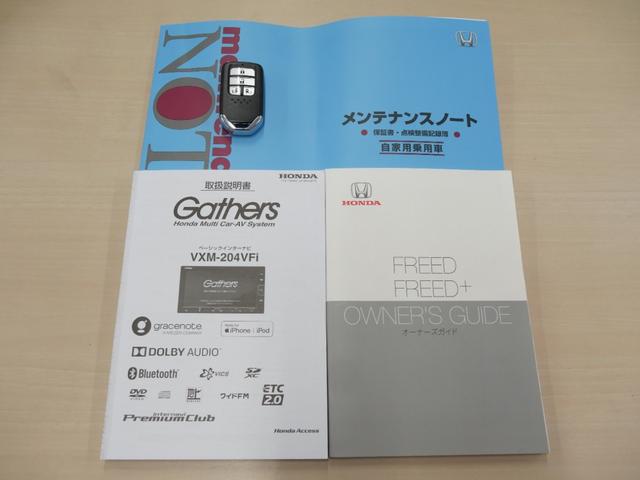 メンテナンスノート
保証書・点検整備記録簿
自家用乗用車
取扱説明書
HONDA
Gathers
Honda Multi Car-AV System
ベーシックインターナビ
VXM-204VFi
Gathers
gracenote
iPhone iPod
DOLBY AUDIO
Bluetooth
VICS
SD XC
DVD VIDEO
ワイドFM
ETC 2.0
internavi
PremiumClub
Honda Access
HONDA
FREED
FREED+
OWNER'S GUIDE
オーナーズガイド